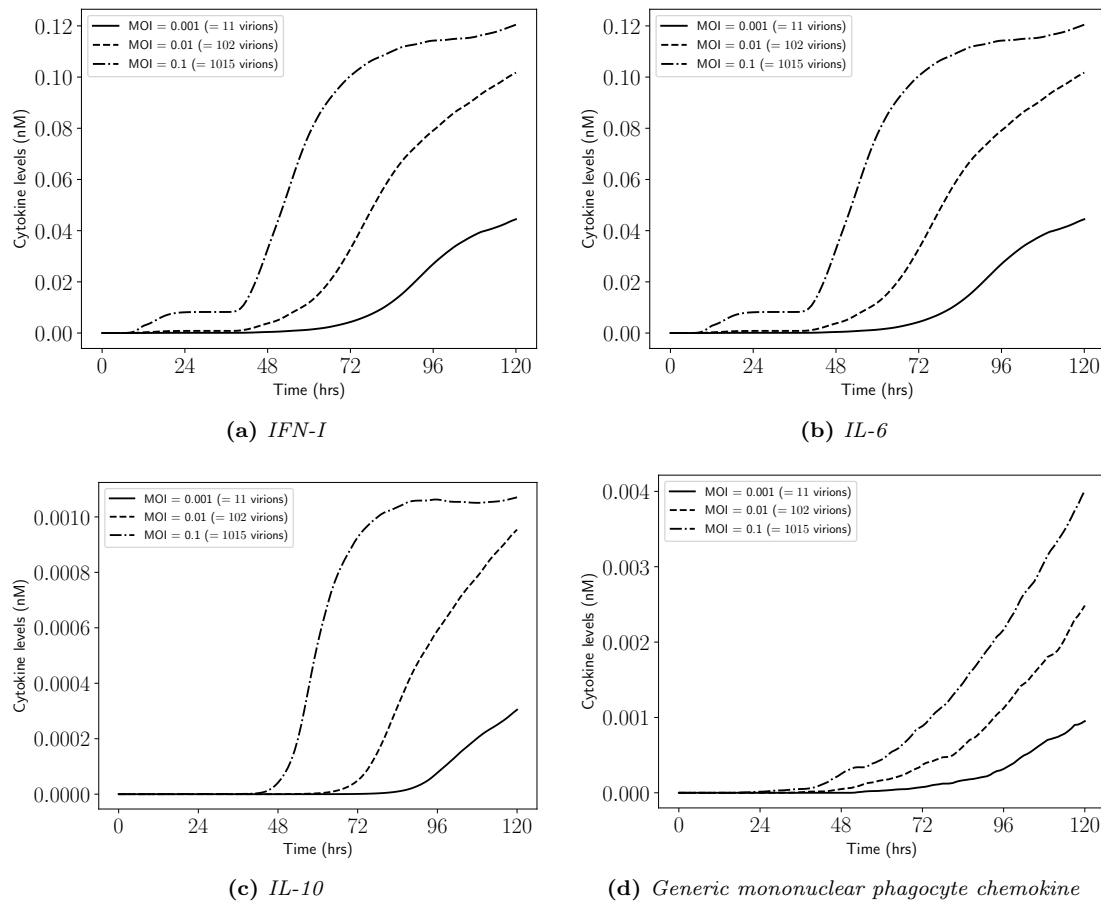 MOI = 0.001 (= 11 virions)
MOI = 0.01 (= 102 virions)
MOI = 0.1 (= 1015 virions)
Cytokine levels (nM)
0.12
0.10
0.08
0.06
0.04
0.02
0.00
0 24 48 72 96 120
Time (hrs)
(a) IFN-I
MOI = 0.001 (= 11 virions)
MOI = 0.01 (= 102 virions)
MOI = 0.1 (= 1015 virions)
Cytokine levels (nM)
0.12
0.10
0.08
0.06
0.04
0.02
0.00
0 24 48 72 96 120
Time (hrs)
(b) IL-6
MOI = 0.001 (= 11 virions)
MOI = 0.01 (= 102 virions)
MOI = 0.1 (= 1015 virions)
Cytokine levels (nM)
0.0010
0.0008
0.0006
0.0004
0.0002
0.0000
0 24 48 72 96 120
Time (hrs)
(c) IL-10
MOI = 0.001 (= 11 virions)
MOI = 0.01 (= 102 virions)
MOI = 0.1 (= 1015 virions)
Cytokine levels (nM)
0.004
0.003
0.002
0.001
0.000
0 24 48 72 96 120
Time (hrs)
(d) Generic mononuclear phagocyte chemokine